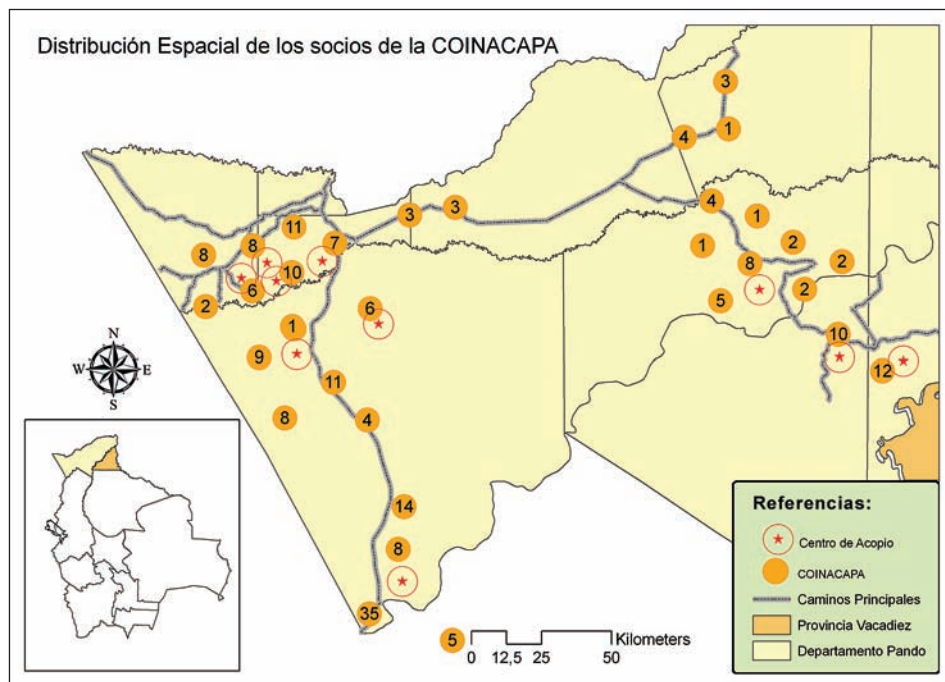 Distribución Espacial de los socios de la COINACAPA
3
4
1
4
1
3
3
11
7
8
8
1
2
8
2
10
6
2
5
2
6
1
10
9
12
11
8
4
14
8
35
5
N
W E
S
0 12,5 25 50 Kilometers
Referencias:
Centro de Acopio
COINACAPA
Caminos Principales
Provincia Vacadiez
Departamento Pando